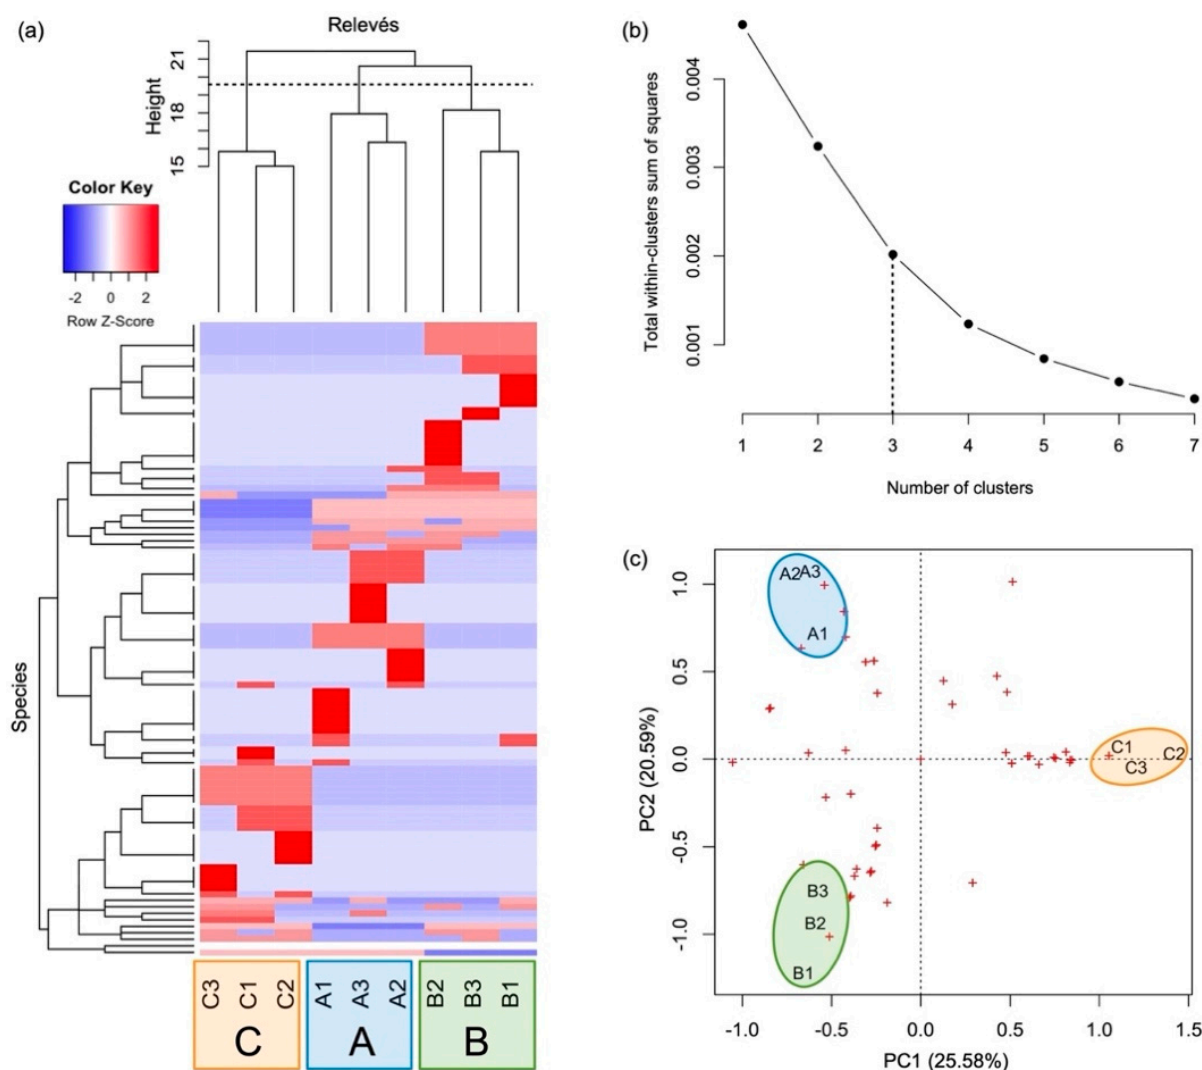 (a)
Relevés
Height
21
18
15
Color Key
-2 0 2
Row Z-Score
Species
C3 C1 C2 A1 A3 A2 B2 B3 B1
C A B
(b)
Total within-clusters sum of squares
0.004
0.003
0.002
0.001
1 2 3 4 5 6 7
Number of clusters
(c)
PC2 (20.59%)
1.0
0.5
0.0
-0.5
-1.0
A2 A3
A1
C1
C2
C3
B3
B2
B1
-1.0 -0.5 0.0 0.5 1.0 1.5
PC1 (25.58%)